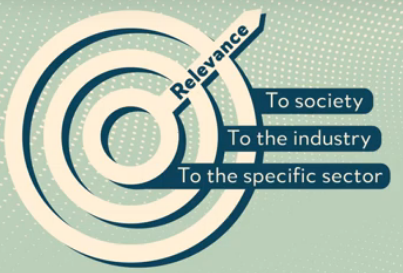 Relevance
To society
To the industry
To the specific sector